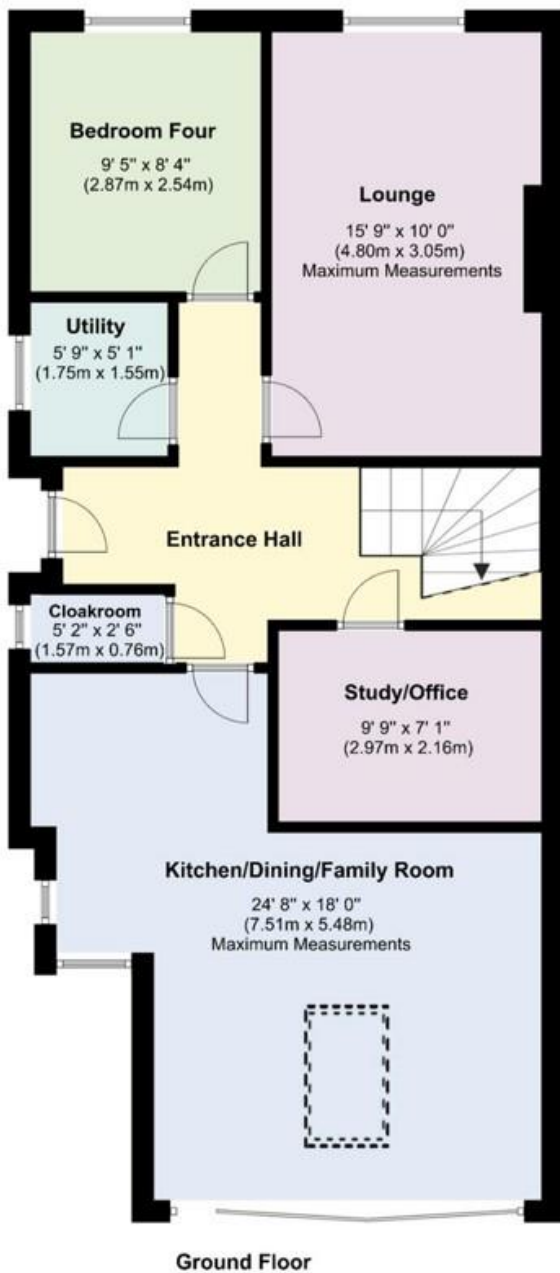 Bedroom Four
9' 5" x 8' 4"
(2.87m x 2.54m)
Lounge
15' 9" x 10' 0"
(4.80m x 3.05m)
Maximum Measurements
Utility
5' 9" x 5' 1"
(1.75m x 1.55m)
Entrance Hall
Cloakroom
5' 2" x 2' 6"
(1.57m x 0.76m)
Study/Office
9' 9" x 7' 1"
(2.97m x 2.16m)
Kitchen/Dining/Family Room
24' 8" x 18' 0"
(7.51m x 5.48m)
Maximum Measurements
Ground Floor